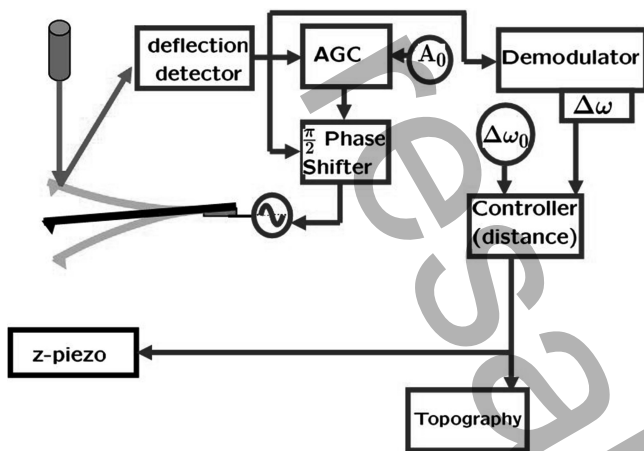 deflection
detector
AGC
A₀
Demodulator
Δω
π/2 Phase
Shifter
Δω₀
Controller
(distance)
z-piezo
Topography